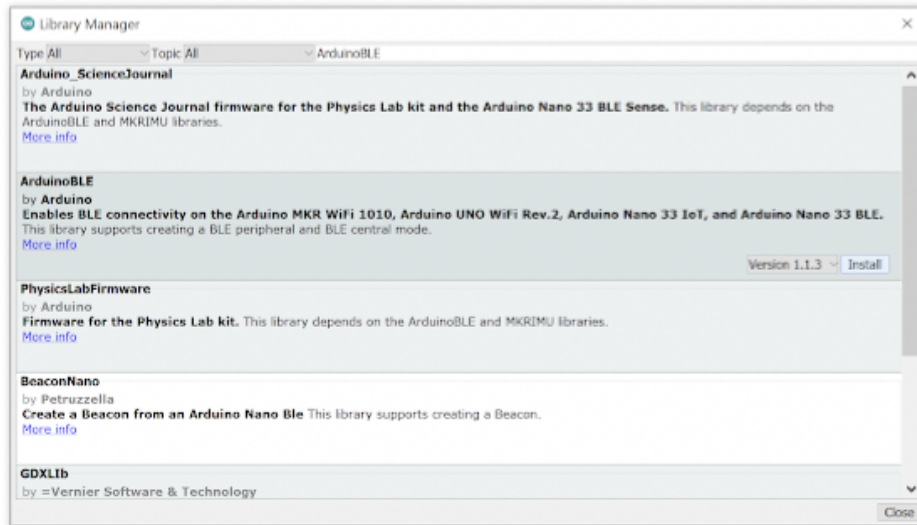 Library Manager
Type All Topic All ArduinoBLE
Arduino_ScienceJournal
by Arduino
The Arduino Science Journal firmware for the Physics Lab kit and the Arduino Nano 33 BLE Sense. This library depends on the
ArduinoBLE and MKRIMU libraries.
More info
ArduinoBLE
by Arduino
Enables BLE connectivity on the Arduino MKR WiFi 1010, Arduino UNO WiFi Rev.2, Arduino Nano 33 IoT, and Arduino Nano 33 BLE.
This library supports creating a BLE peripheral and BLE central mode.
More info
Version 1.1.3 Install
PhysicsLabFirmware
by Arduino
Firmware for the Physics Lab kit. This library depends on the ArduinoBLE and MKRIMU libraries.
More info
BeaconNano
by Petruzzella
Create a Beacon from an Arduino Nano Ble This library supports creating a Beacon.
More info
GDXLIb
by =Vernier Software & Technology
Close